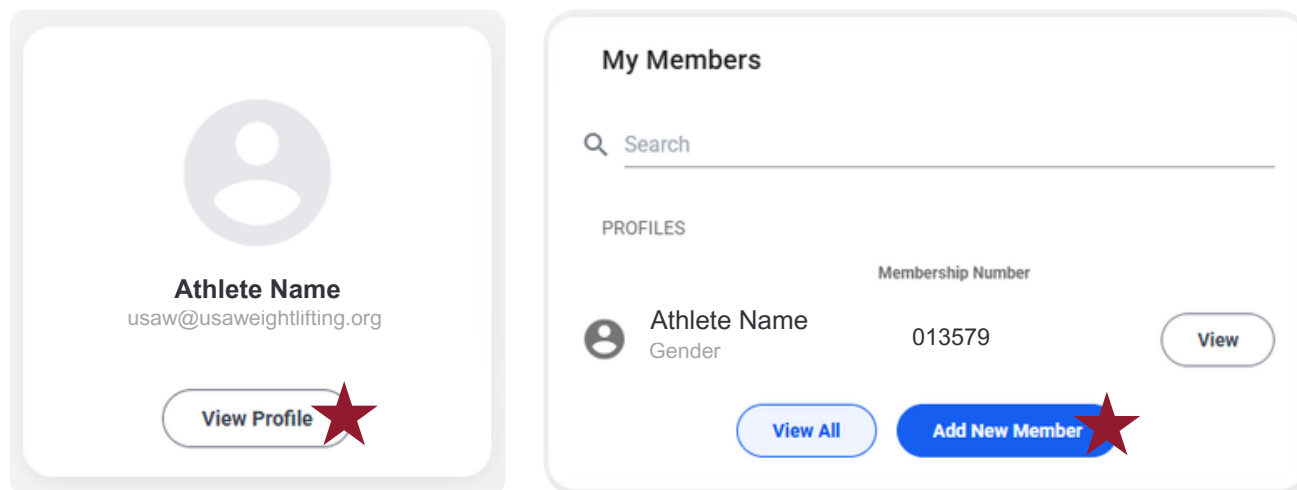 Athlete Name
usaw@usaweightlifting.org
View Profile
My Members
Search
PROFILES
Membership Number
Athlete Name
Gender
013579
View
View All
Add New Member